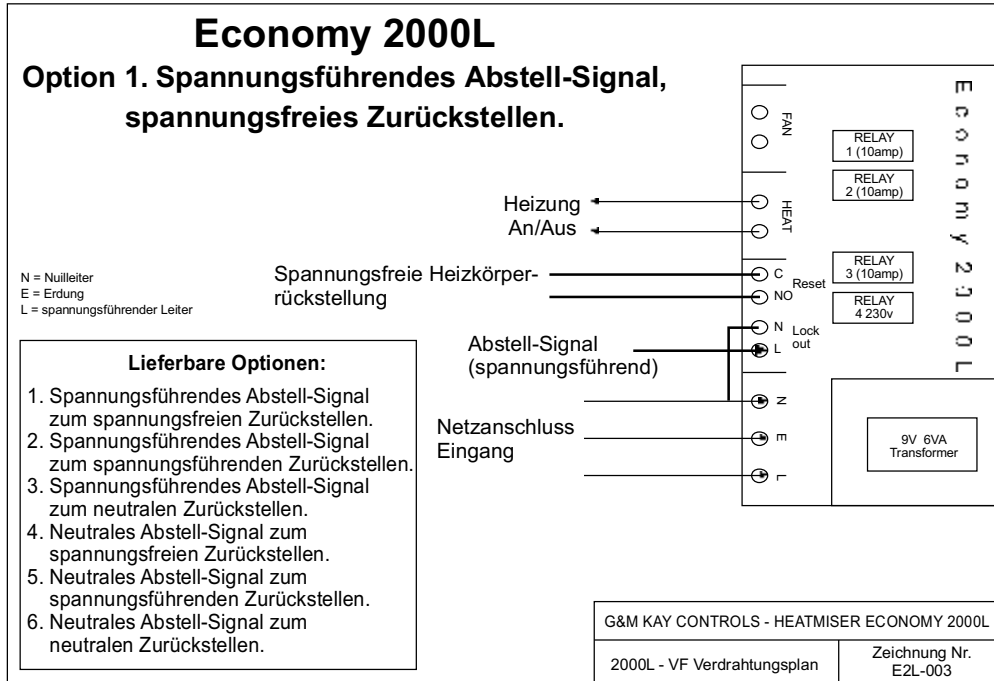 Economy 2000L
Option 1. Spannungsführendes Abstell-Signal,
spannungsfreies Zurückstellen.
FAN
RELAY
1 (10amp)
RELAY
2 (10amp)
Economy 2000L
Heizung
An/Aus
HEAT
N = Nuilleiter
E = Erdung
L = spannungsführender Leiter
Spannungsfreie Heizkörper-
rückstellung
C
NO
Reset
RELAY
3 (10amp)
RELAY
4 230v
Abstell-Signal
(spannungsführend)
N
L
Lock
out
Netzanschluss
Eingang
N
E
L
9V 6VA
Transformer
Lieferbare Optionen:
1. Spannungsführendes Abstell-Signal
zum spannungsfreien Zurückstellen.
2. Spannungsführendes Abstell-Signal
zum spannungsführenden Zurückstellen.
3. Spannungsführendes Abstell-Signal
zum neutralen Zurückstellen.
4. Neutrales Abstell-Signal zum
spannungsfreien Zurückstellen.
5. Neutrales Abstell-Signal zum
spannungsführenden Zurückstellen.
6. Neutrales Abstell-Signal zum
neutralen Zurückstellen.
G&M KAY CONTROLS - HEATMISER ECONOMY 2000L
2000L - VF Verdrahtungsplan
Zeichnung Nr.
E2L-003